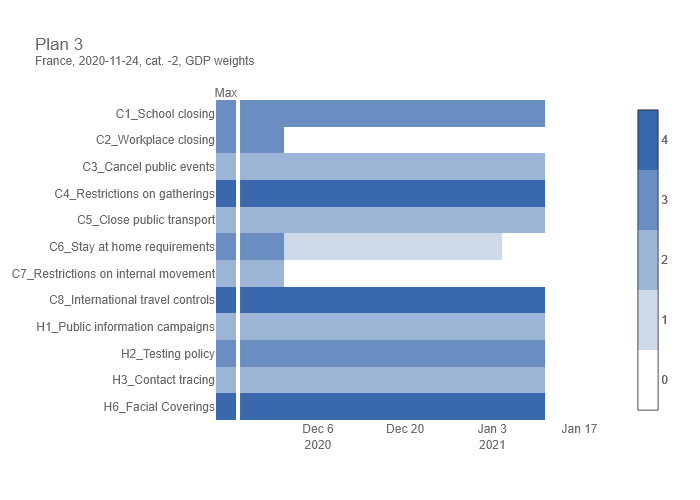 Plan 3
France, 2020-11-24, cat. -2, GDP weights
Max
C1_School closing
C2_Workplace closing
C3_Cancel public events
C4_Restrictions on gatherings
C5_Close public transport
C6_Stay at home requirements
C7_Restrictions on internal movement
C8_International travel controls
H1_Public information campaigns
H2_Testing policy
H3_Contact tracing
H6_Facial Coverings
Dec 6 Dec 20 Jan 3 Jan 17
2020 2021
4
3
2
1
0